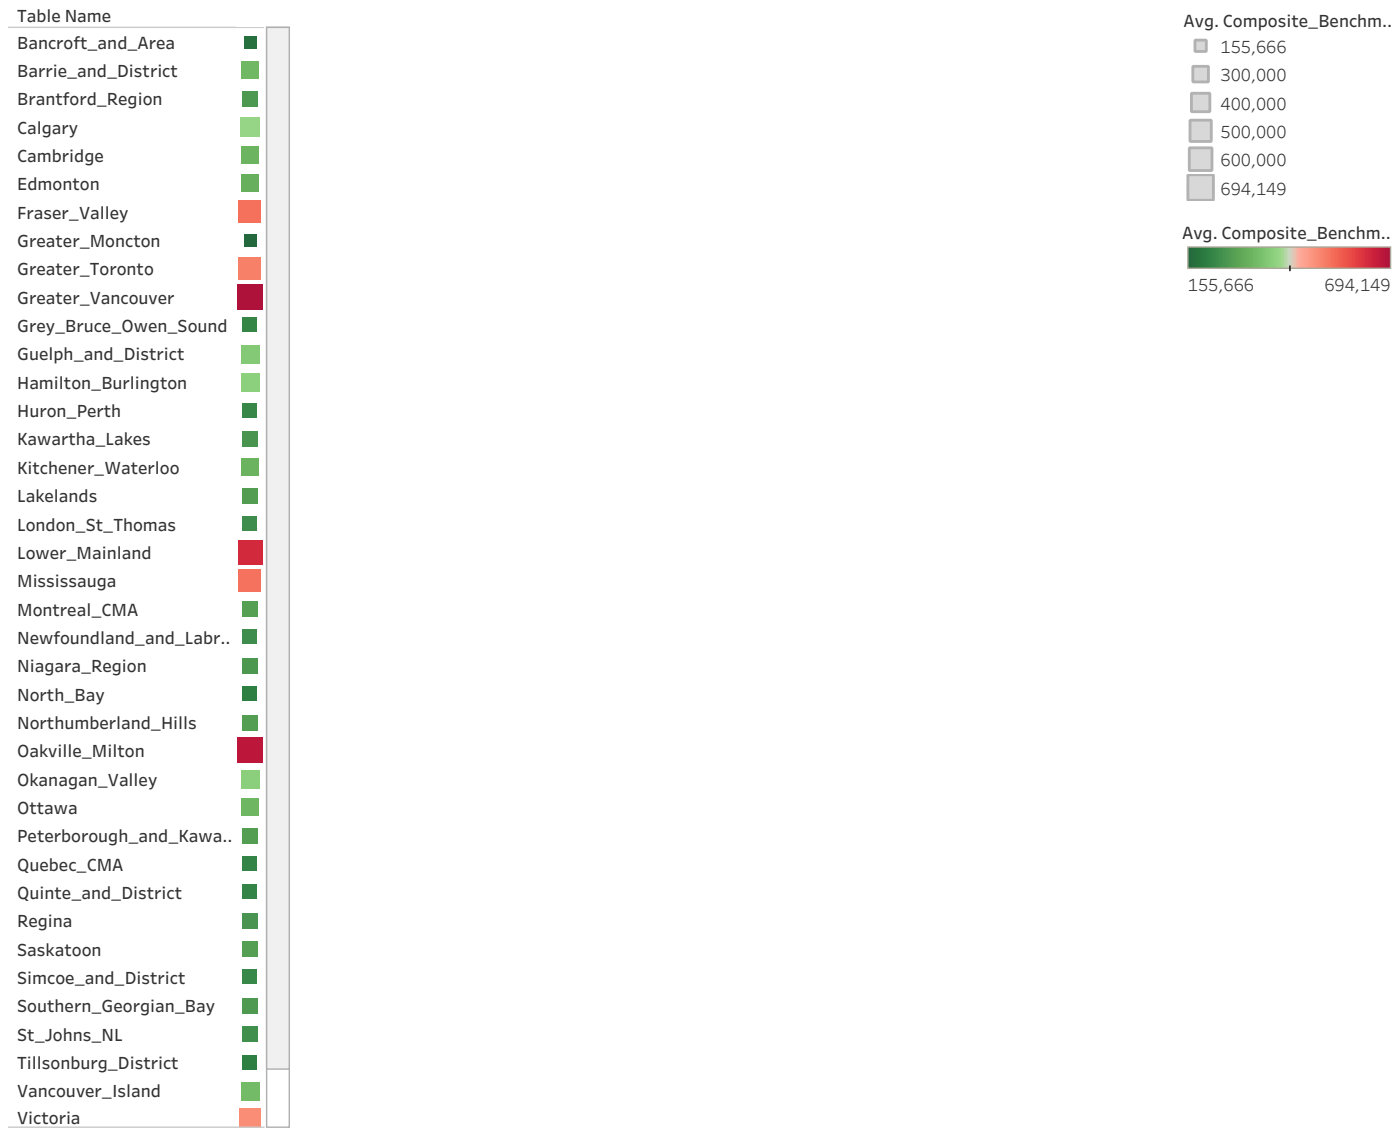 Table Name
Bancroft_and_Area
Barrie_and_District
Brantford_Region
Calgary
Cambridge
Edmonton
Fraser_Valley
Greater_Moncton
Greater_Toronto
Greater_Vancouver
Grey_Bruce_Owen_Sound
Guelph_and_District
Hamilton_Burlington
Huron_Perth
Kawartha_Lakes
Kitchener_Waterloo
Lakelands
London_St_Thomas
Lower_Mainland
Mississauga
Montreal_CMA
Newfoundland_and_Labr..
Niagara_Region
North_Bay
Northumberland_Hills
Oakville_Milton
Okanagan_Valley
Ottawa
Peterborough_and_Kawa..
Quebec_CMA
Quinte_and_District
Regina
Saskatoon
Simcoe_and_District
Southern_Georgian_Bay
St_Johns_NL
Tillsonburg_District
Vancouver_Island
Victoria
Avg. Composite_Benchm..
155,666
300,000
400,000
500,000
600,000
694,149
Avg. Composite_Benchm..
155,666 694,149